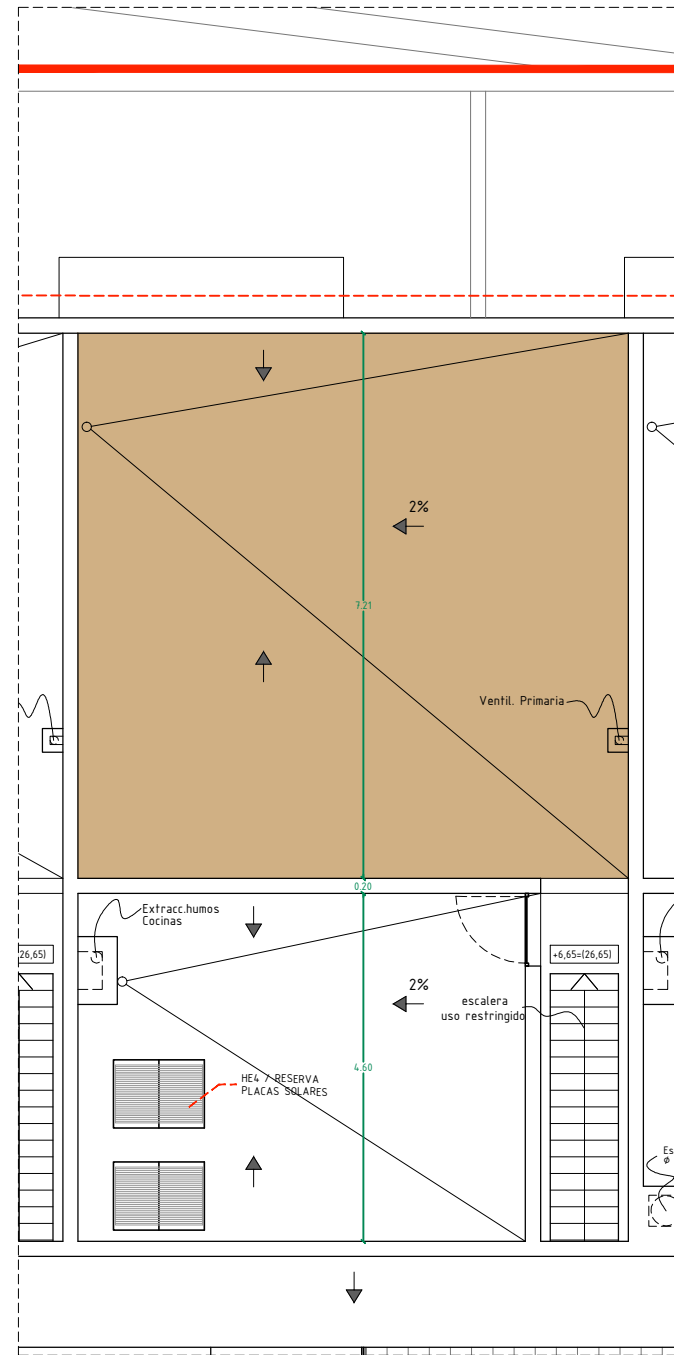 2%
7.21
Ventil. Primaria
0.20
Extracc.humos
Cocinas
26,65)
+6,65=(26,65)
2%
escalera
uso restringido
4.60
HE4 / RESERVA
PLACAS SOLARES
Es
ø